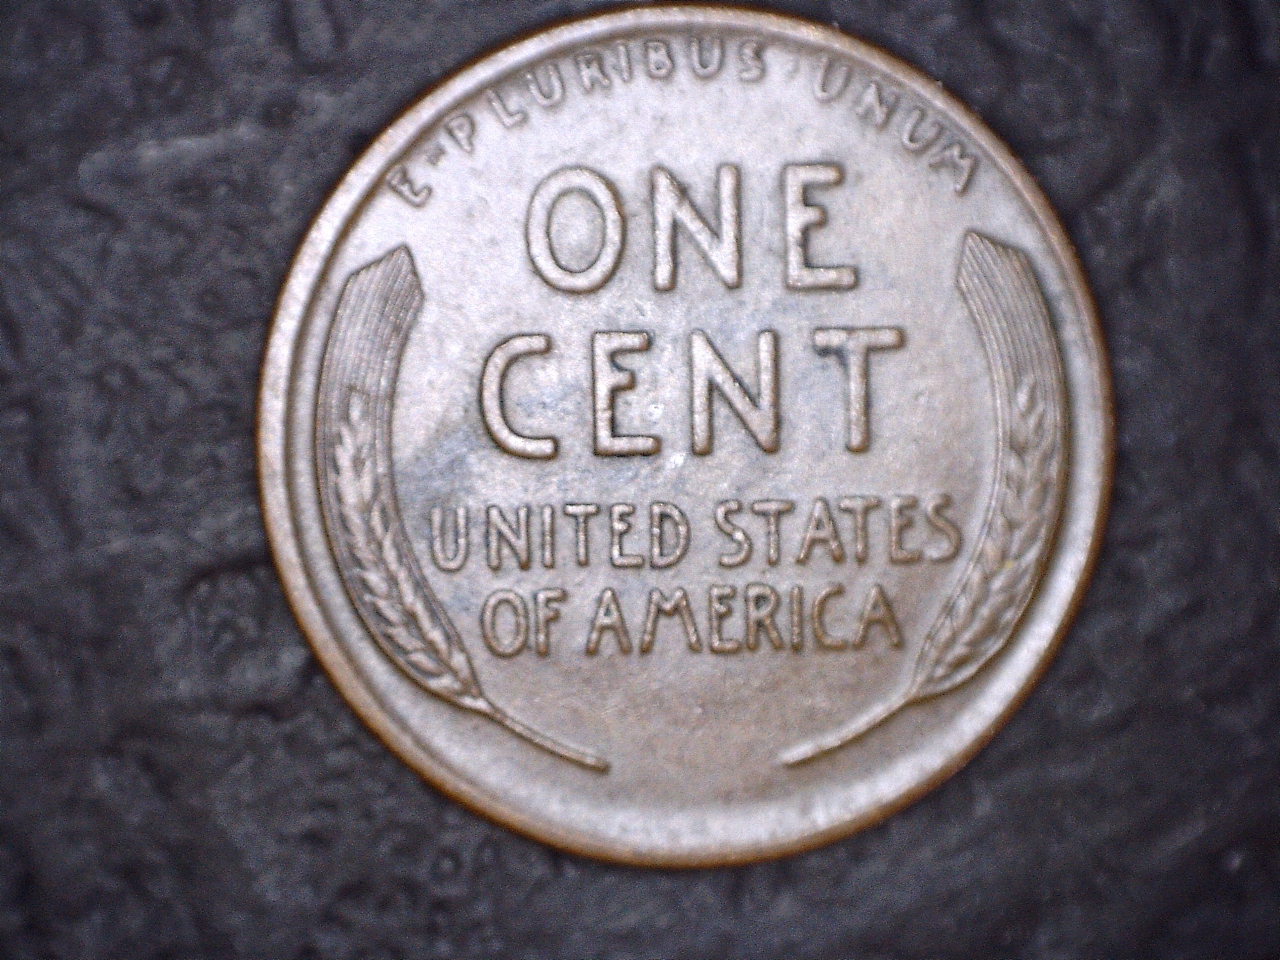 E·PLURIBUS·UNUM
ONE
CENT
UNITED STATES
OF AMERICA